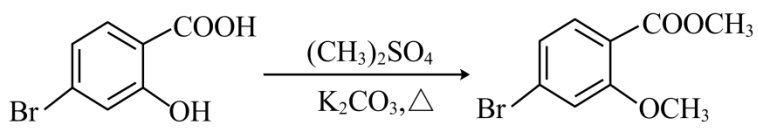 COOH
(CH₃)₂SO₄
COOCH₃
Br
OH
K₂CO₃,△
Br
OCH₃